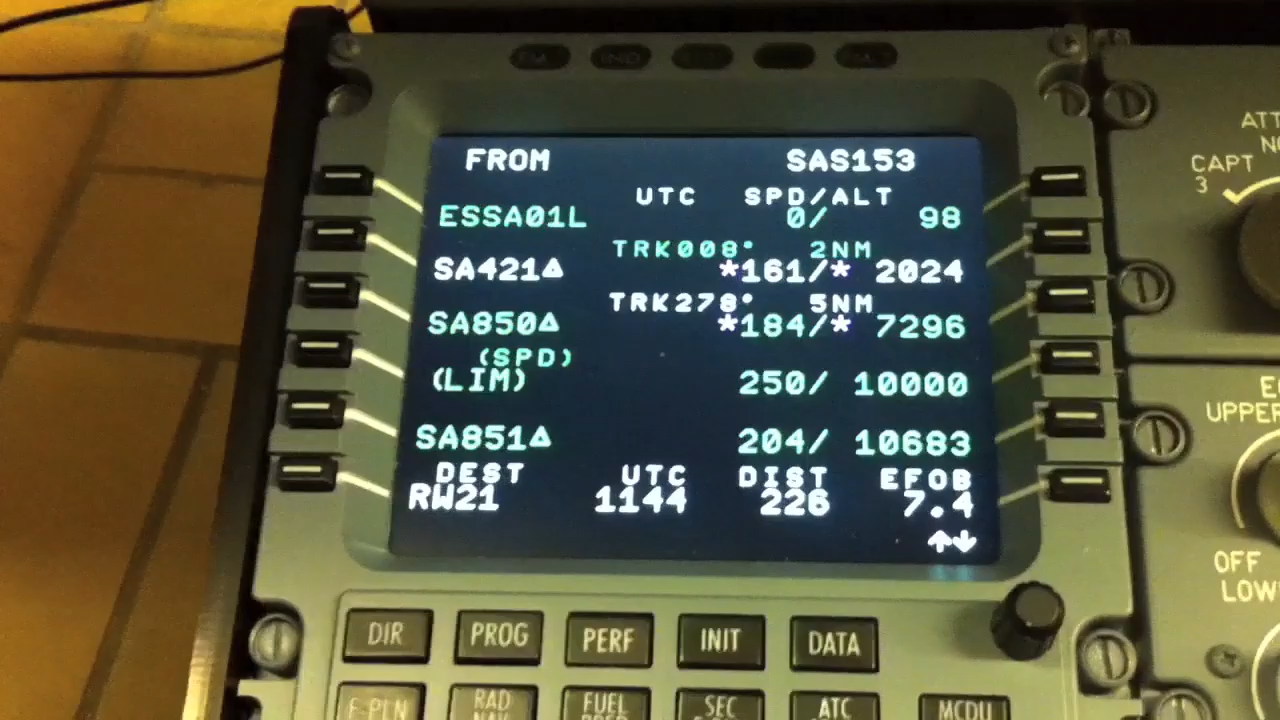 FROM SAS153
UTC SPD/ALT
ESSA01L 0/ 98
TRK008° 2NM
SA421∆ *161/* 2024
TRK278° 5NM
SA850∆ *184/* 7296
(SPD)
(LIM) 250/ 10000
SA851∆ 204/ 10683
DEST UTC DIST EFOB
RW21 1144 226 7.4
↑↓
DIR PROG PERF INIT DATA
F-PLN RAD NAV FUEL SEC ATC MCDU
CAPT
3
UPPER
OFF